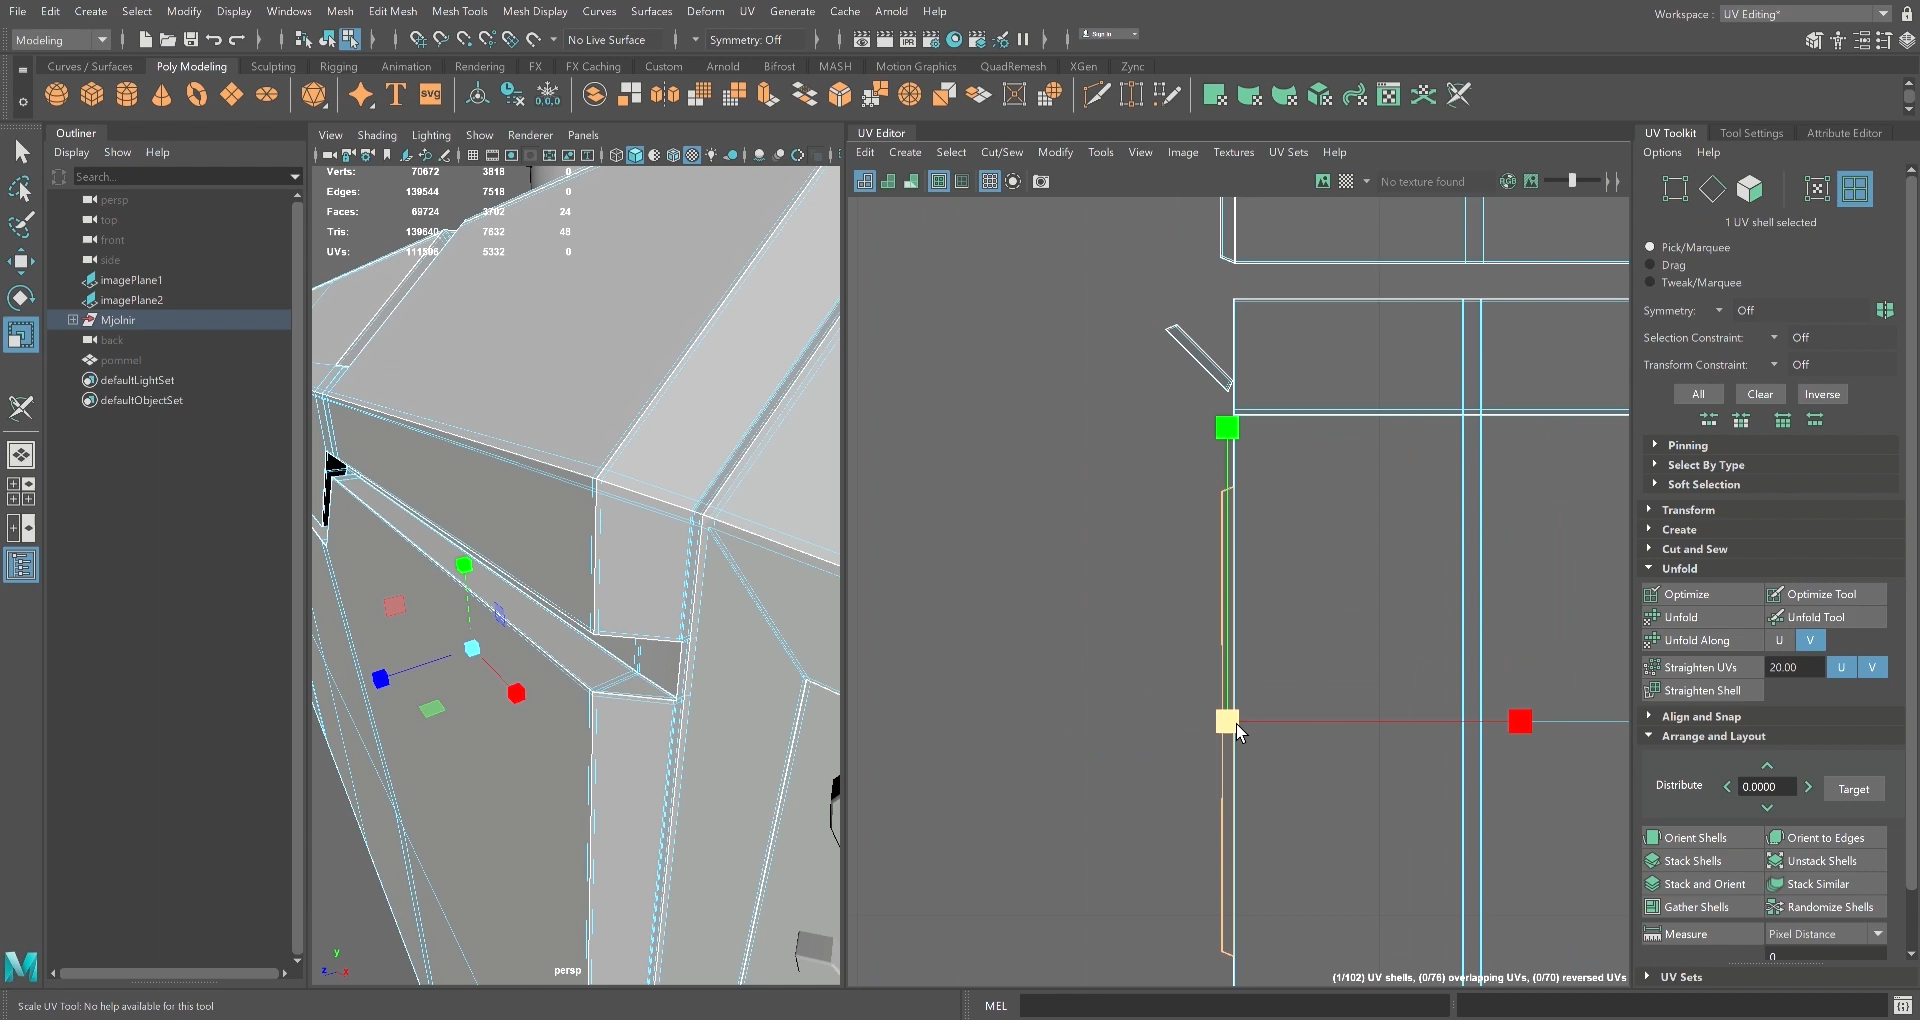 File Edit Create Select Modify Display Windows Mesh Edit Mesh Mesh Tools Mesh Display Curves Surfaces Deform UV Generate Cache Arnold Help
Workspace : UV Editing*
Modeling No Live Surface Symmetry: Off Sign In
Curves / Surfaces Poly Modeling Sculpting Rigging Animation Rendering FX FX Caching Custom Arnold Bifrost MASH Motion Graphics QuadRemesh XGen Zync
T SVG 0,0,0 IPR
Outliner
Display Show Help
Search...
persp
top
front
side
imagePlane1
imagePlane2
Mjolnir
back
pommel
defaultLightSet
defaultObjectSet
View Shading Lighting Show Renderer Panels
Verts: 70672 3818 0
Edges: 139544 7518 0
Faces: 69724 3702 24
Tris: 139640 7632 48
UVs: 5332 0
y
z x
persp
UV Editor
Edit Create Select Cut/Sew Modify Tools View Image Textures UV Sets Help
No texture found RGB
(1/102) UV shells, (0/76) overlapping UVs, (0/70) reversed UVs
UV Toolkit Tool Settings Attribute Editor
Options Help
1 UV shell selected
Pick/Marquee
Drag
Tweak/Marquee
Symmetry: Off
Selection Constraint: Off
Transform Constraint: Off
All Clear Inverse
Pinning
Select By Type
Soft Selection
Transform
Create
Cut and Sew
Unfold
Optimize Optimize Tool
Unfold Unfold Tool
Unfold Along U V
Straighten UVs 20.00 U V
Straighten Shell
Align and Snap
Arrange and Layout
Distribute 0.0000 Target
Orient Shells Orient to Edges
Stack Shells Unstack Shells
Stack and Orient Stack Similar
Gather Shells Randomize Shells
Measure Pixel Distance
0
UV Sets
Scale UV Tool: No help available for this tool
MEL